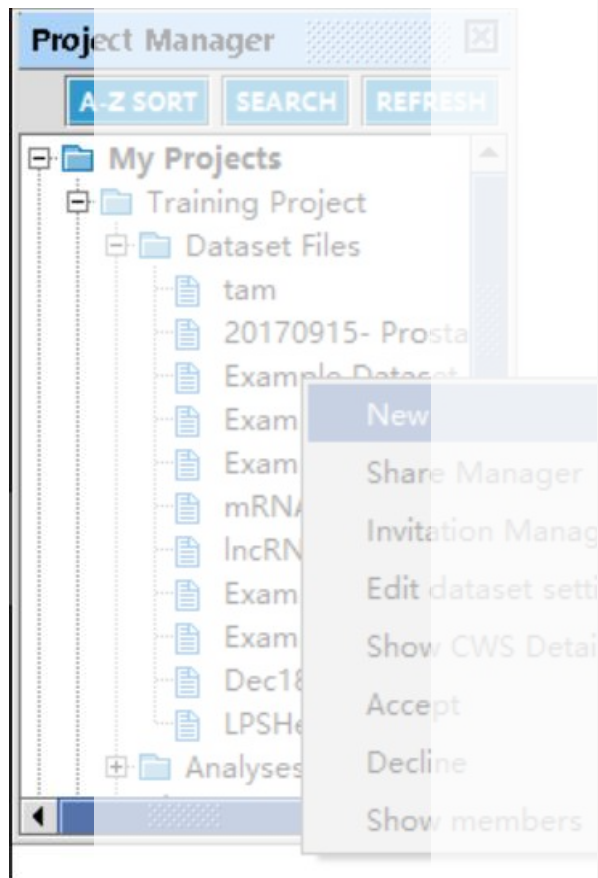 Project Manager
A-Z SORT SEARCH REFRESH
My Projects
Training Project
Dataset Files
tam
20170915- Prosta
Example Dataset
Exam
Exam
mRNA
lncRN
Exam
Exam
Dec18
LPSHe
Analyses
New
Share Manager
Invitation Manag
Edit dataset setti
Show CWS Detai
Accept
Decline
Show members